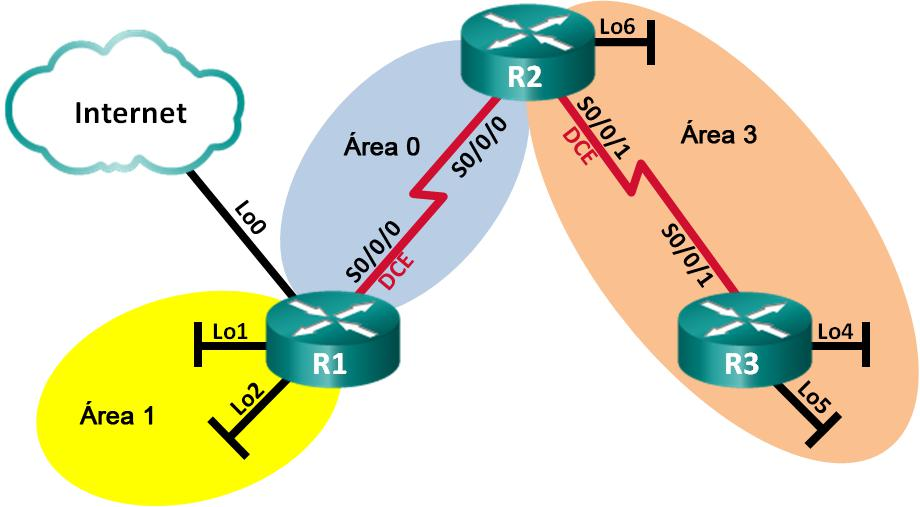 Internet
Lo0
Área 0
S0/0/0
S0/0/0
DCE
R2
Lo6
S0/0/1
DCE
Área 3
S0/0/1
R1
Lo1
Lo2
Área 1
R3
Lo4
Lo5